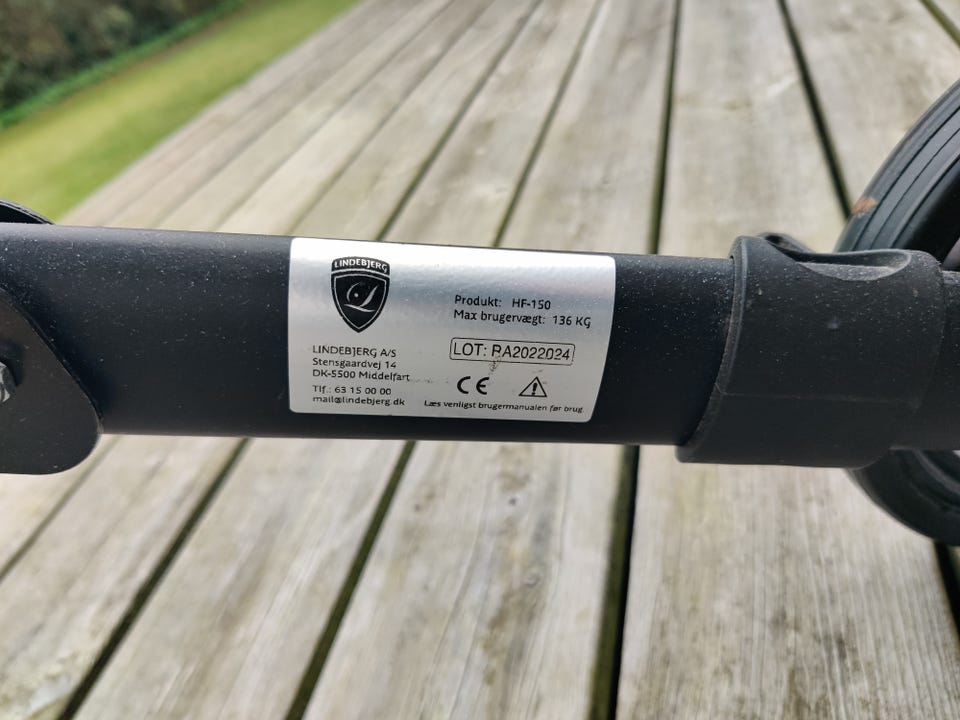 LINDEBJERG
Produkt: HF-150
Max brugervægt: 136 KG
LOT: RA2022024
LINDEBJERG A/S
Stensgaardvej 14
DK-5500 Middelfart
Tlf.: 63 15 00 00
mail@lindebjerg.dk
CE
Læs venligst brugermanualen før brug